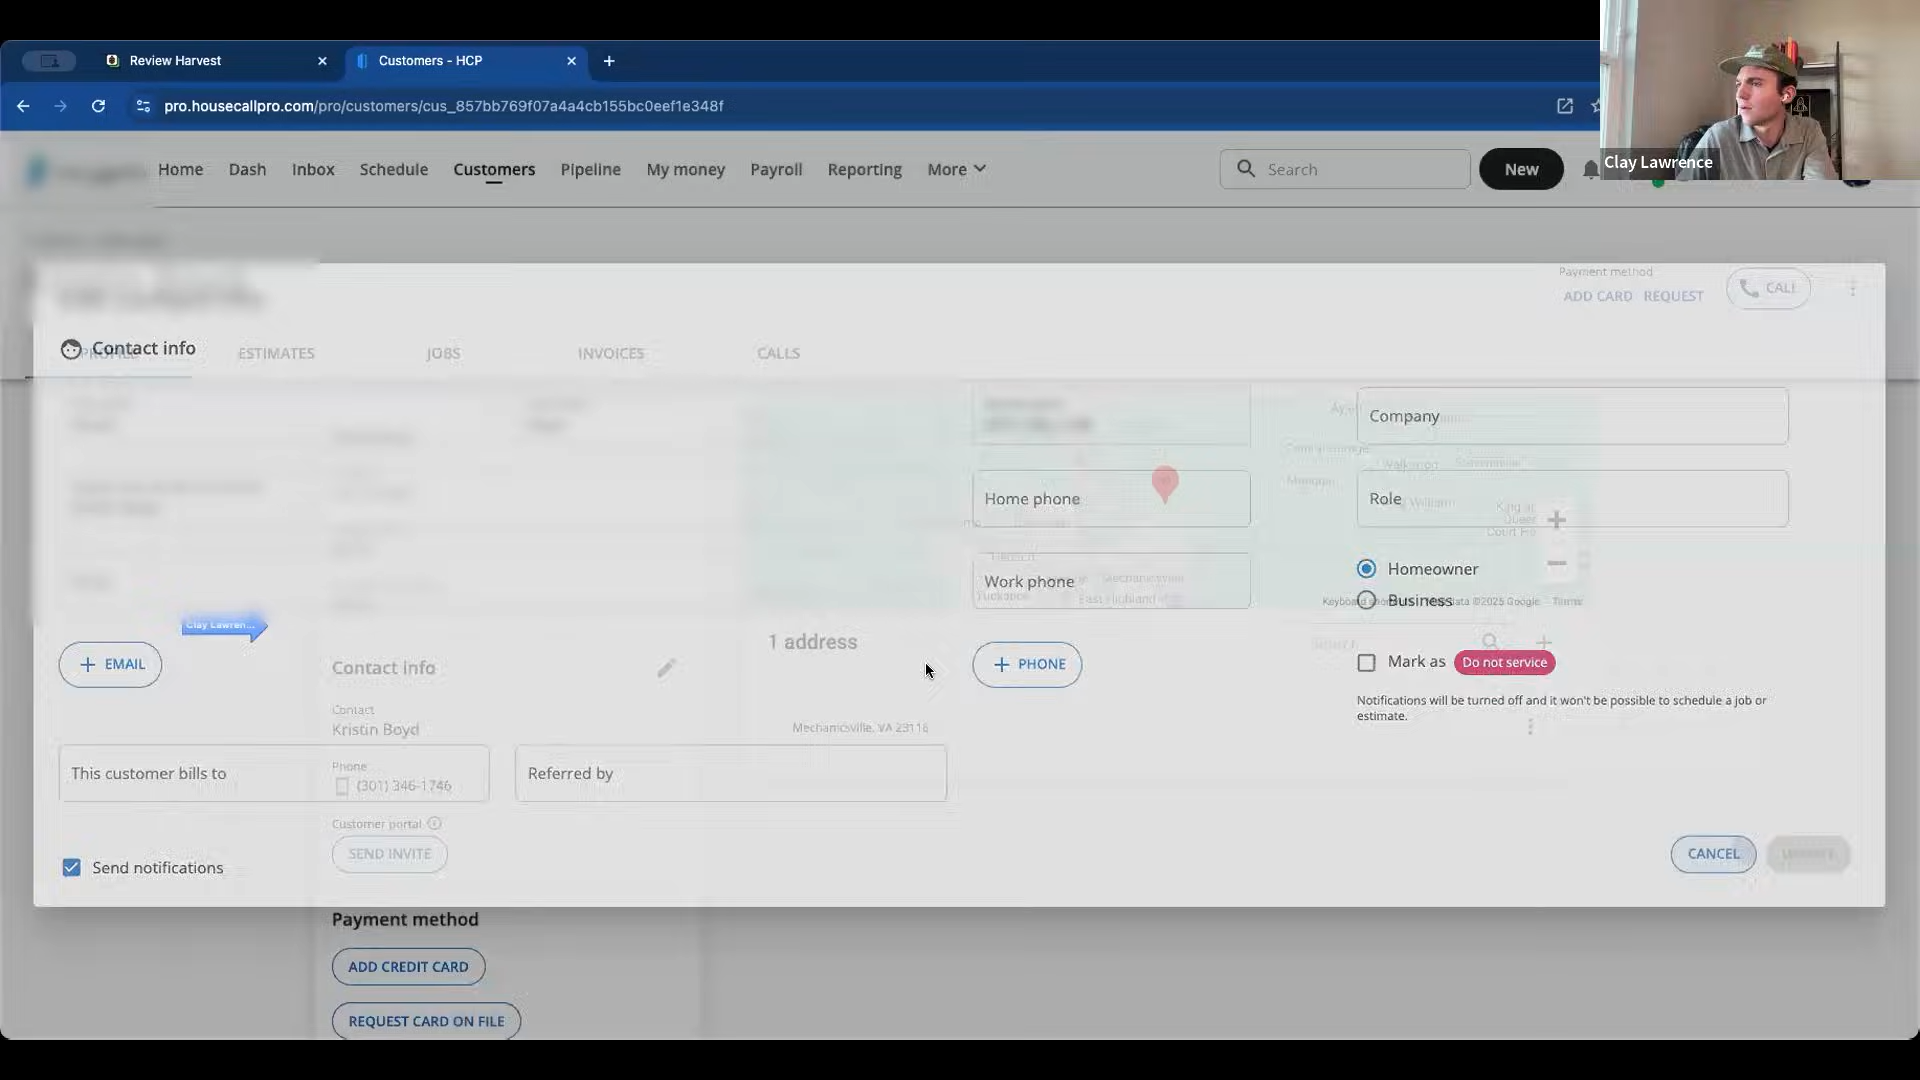 Review Harvest
Customers - HCP
pro.housecallpro.com/pro/customers/cus_857bb769f07a4a4cb155bc0eef1e348f
Clay Lawrence
Home
Dash
Inbox
Schedule
Customers
Pipeline
My money
Payroll
Reporting
More
Search
New
Payment method
ADD CARD
REQUEST
CALL
Contact info
ESTIMATES
JOBS
INVOICES
CALLS
Company
Home phone
Role
Work phone
Homeowner
Business
Clay Lawren...
EMAIL
1 address
PHONE
Mark as
Do not service
Notifications will be turned off and it won't be possible to schedule a job or
estimate.
Contact info
Contact
Kristin Boyd
Mechanicsville, VA 23116
This customer bills to
Phone
(301) 346-1746
Referred by
Customer portal
SEND INVITE
Send notifications
CANCEL
Payment method
ADD CREDIT CARD
REQUEST CARD ON FILE